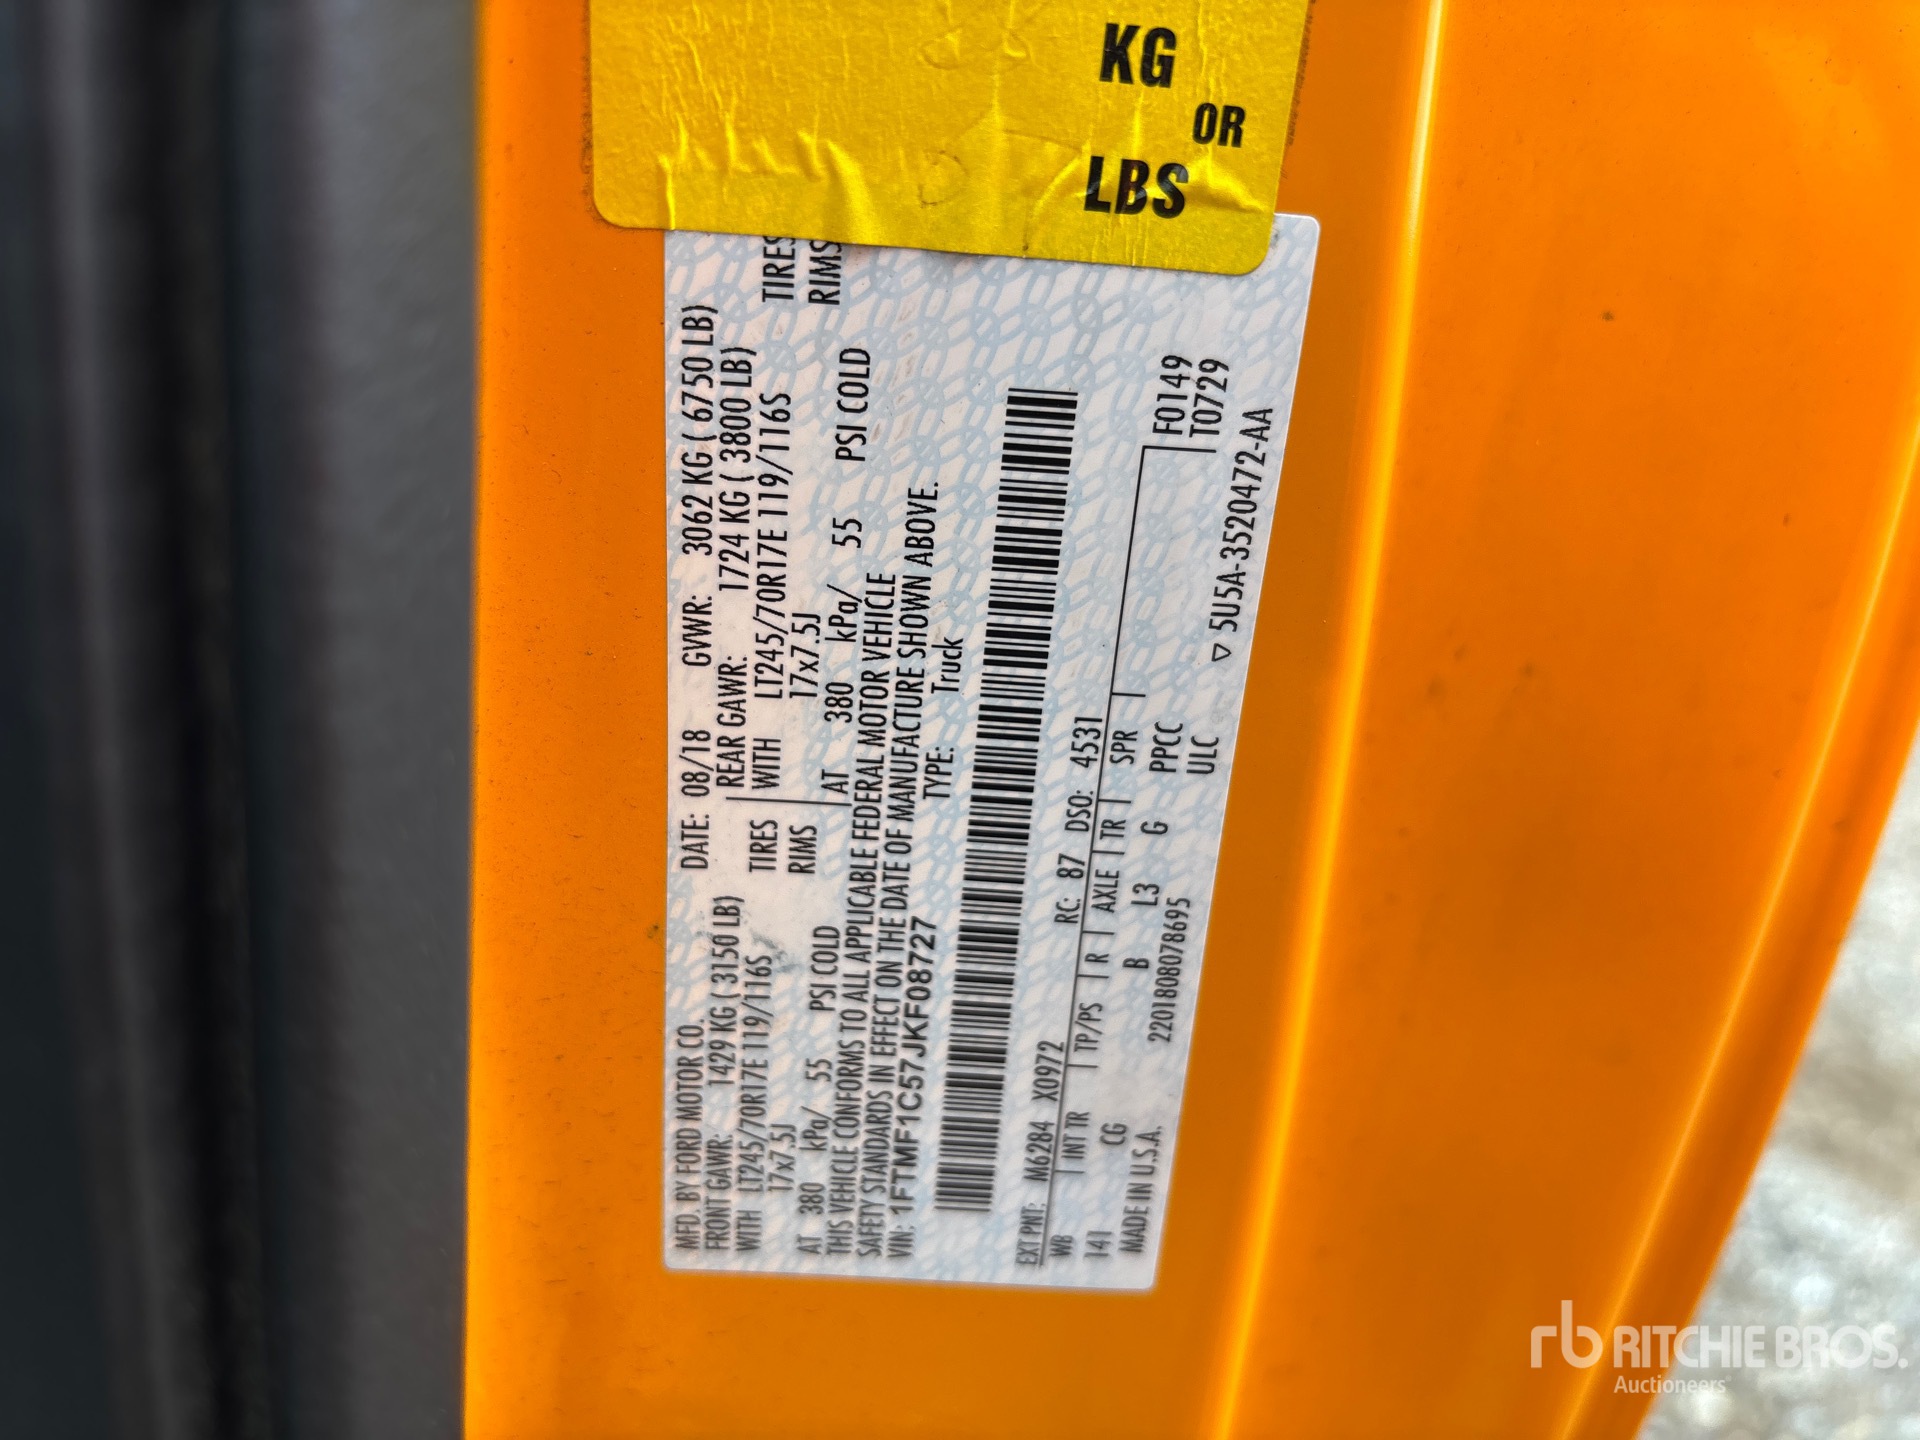 KG
OR
LBS
MFD. BY FORD MOTOR CO.
DATE: 08/18 GVWR: 3062 KG ( 6750 LB)
FRONT GAWR: 1429 KG ( 3150 LB)
REAR GAWR: 1724 KG ( 3800 LB)
WITH LT245/70R17E 119/116S TIRES
WITH LT245/70R17E 119/116S TIRES
17x7.5J RIMS
17x7.5J RIMS
AT 380 kPa/ 55 PSI COLD
AT 380 kPa/ 55 PSI COLD
THIS VEHICLE CONFORMS TO ALL APPLICABLE FEDERAL MOTOR VEHICLE
SAFETY STANDARDS IN EFFECT ON THE DATE OF MANUFACTURE SHOWN ABOVE.
VIN: 1FTMF1C57JKF08727
TYPE: Truck
EXT PNT: M6284 X0972 RC: 87 DSO: 4531
WB INT TR TP/PS R AXLE TR SPR
F0149
141 CG B L3 G PPCC T0729
MADE IN U.S.A. 220180807869​5 ULC
▽ 5U5A-3520472-AA
rb RITCHIE BROS.
Auctioneers